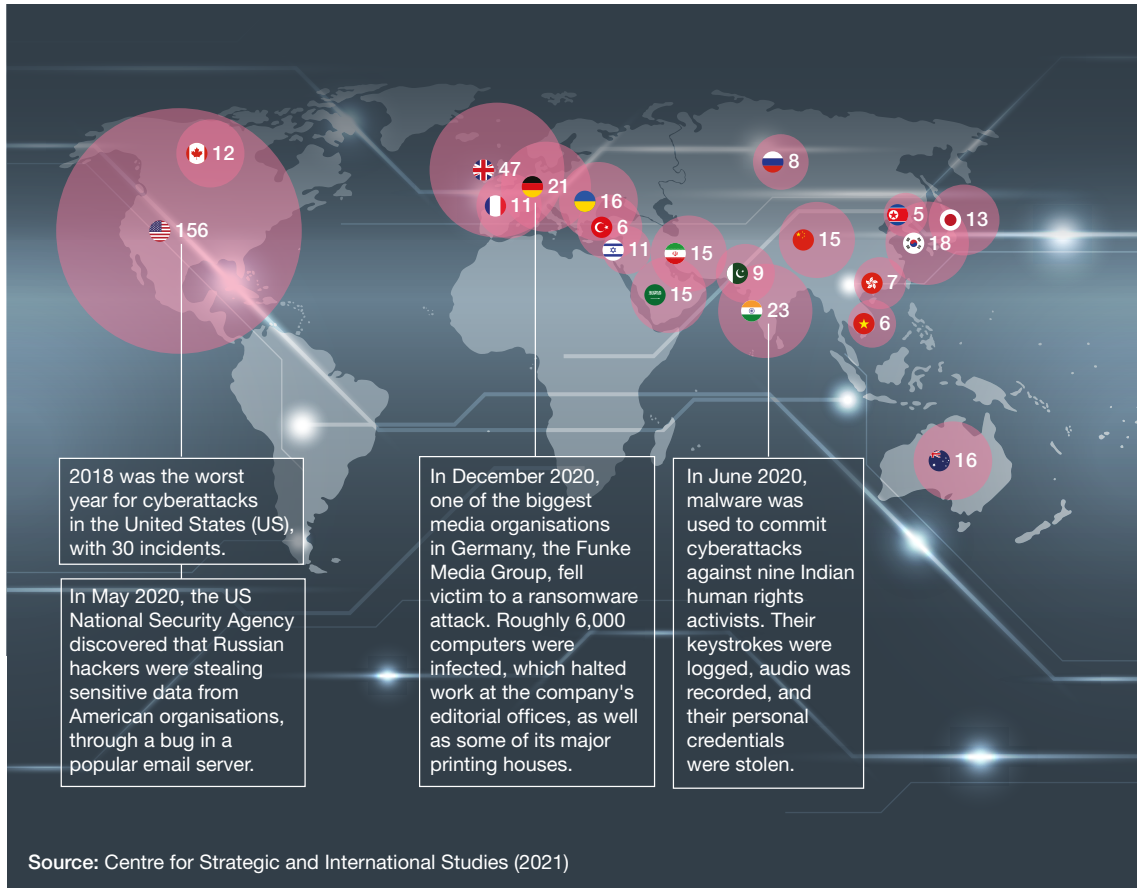 12
156
47
21
11
16
6
11
15
15
8
9
23
15
5
13
18
7
6
16
2018 was the worst
year for cyberattacks
in the United States (US),
with 30 incidents.
In May 2020, the US
National Security Agency
discovered that Russian
hackers were stealing
sensitive data from
American organisations,
through a bug in a
popular email server.
In December 2020,
one of the biggest
media organisations
in Germany, the Funke
Media Group, fell
victim to a ransomware
attack. Roughly 6,000
computers were
infected, which halted
work at the company's
editorial offices, as well
as some of its major
printing houses.
In June 2020,
malware was
used to commit
cyberattacks
against nine Indian
human rights
activists. Their
keystrokes were
logged, audio was
recorded, and
their personal
credentials
were stolen.
Source: Centre for Strategic and International Studies (2021)